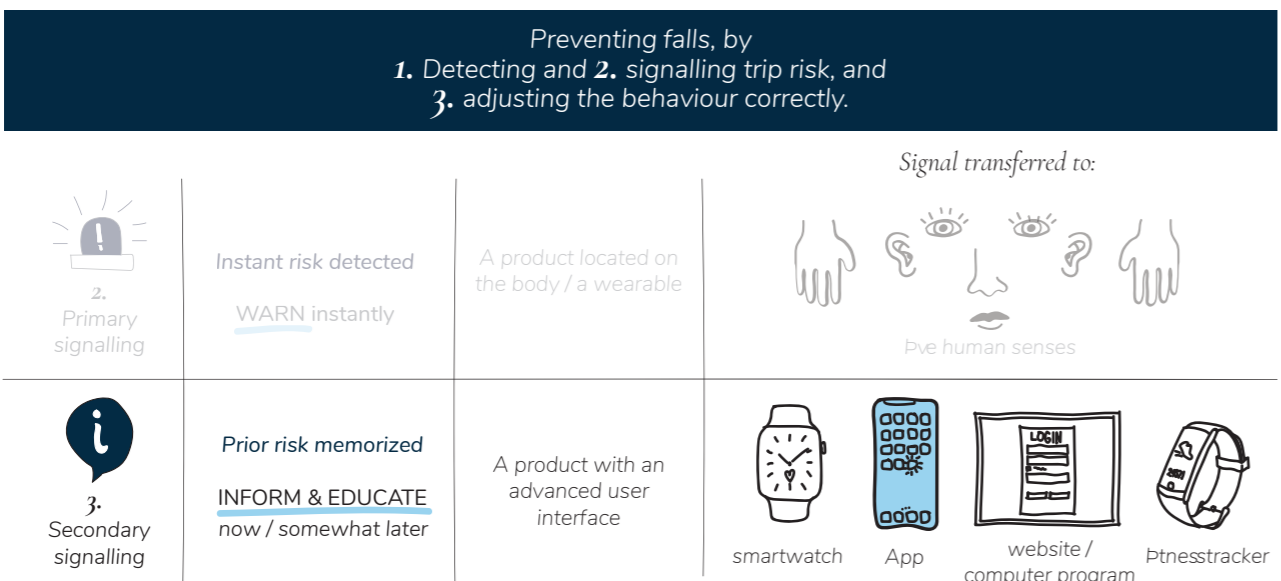 Preventing falls, by
1. Detecting and 2. signalling trip risk, and
3. adjusting the behaviour correctly.
Signal transferred to:
2.
Primary
signalling
Instant risk detected
WARN instantly
A product located on
the body / a wearable
Þve human senses
i
3.
Secondary
signalling
Prior risk memorized
INFORM & EDUCATE
now / somewhat later
A product with an
advanced user
interface
LOGIN
smartwatch
App
website /
computer program
Þtnesstracker